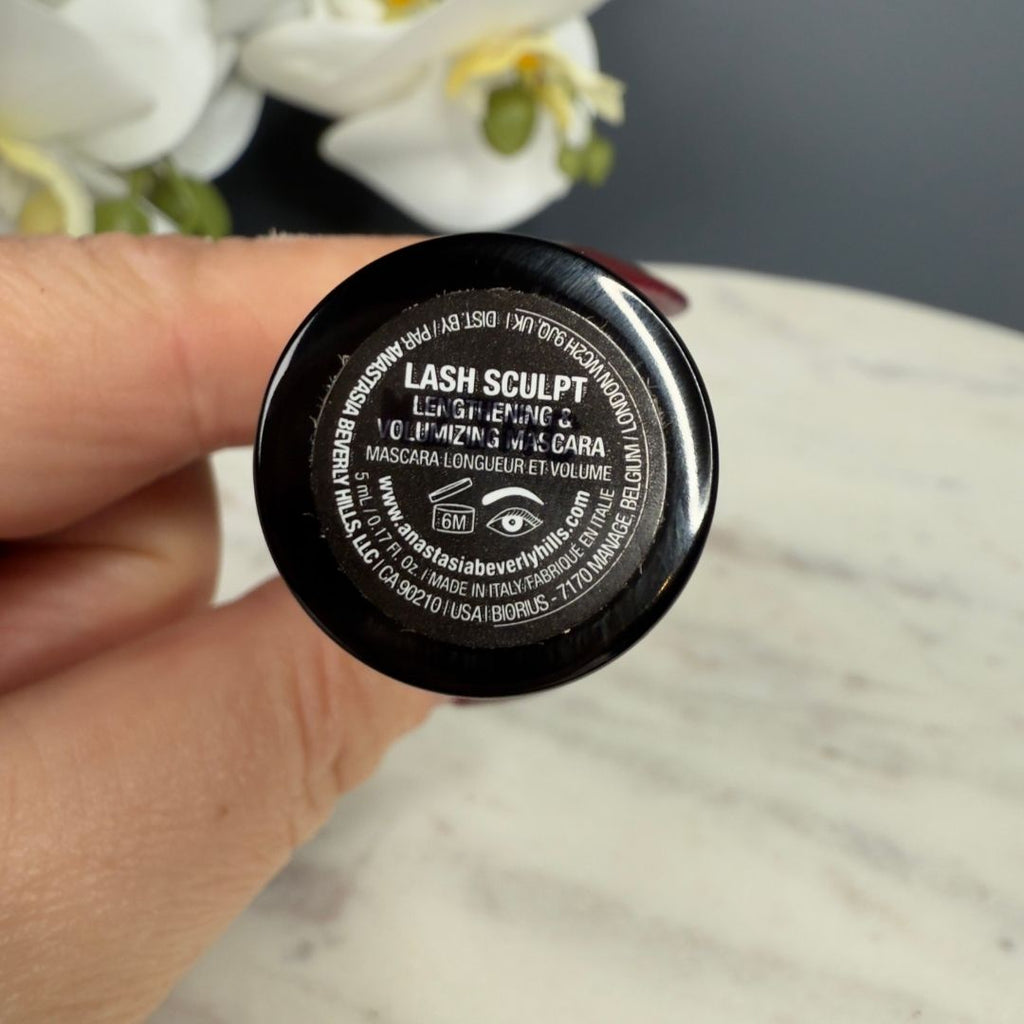 LASH SCULPT
LENGTHENING &
VOLUMIZING MASCARA
MASCARA LONGUEUR ET VOLUME
6M
www.anastasiabeverlyhills.com
5 mL / 0.17 Fl. Oz. / MADE IN ITALY/FABRIQUÉ EN ITALIE
DIST. BY / PAR ANASTASIA BEVERLY HILLS, LLC | CA 90210 | USA | BIORIUS - 7170 MANAGE BELGIUM / LONDON WC2H 9JQ, UK |